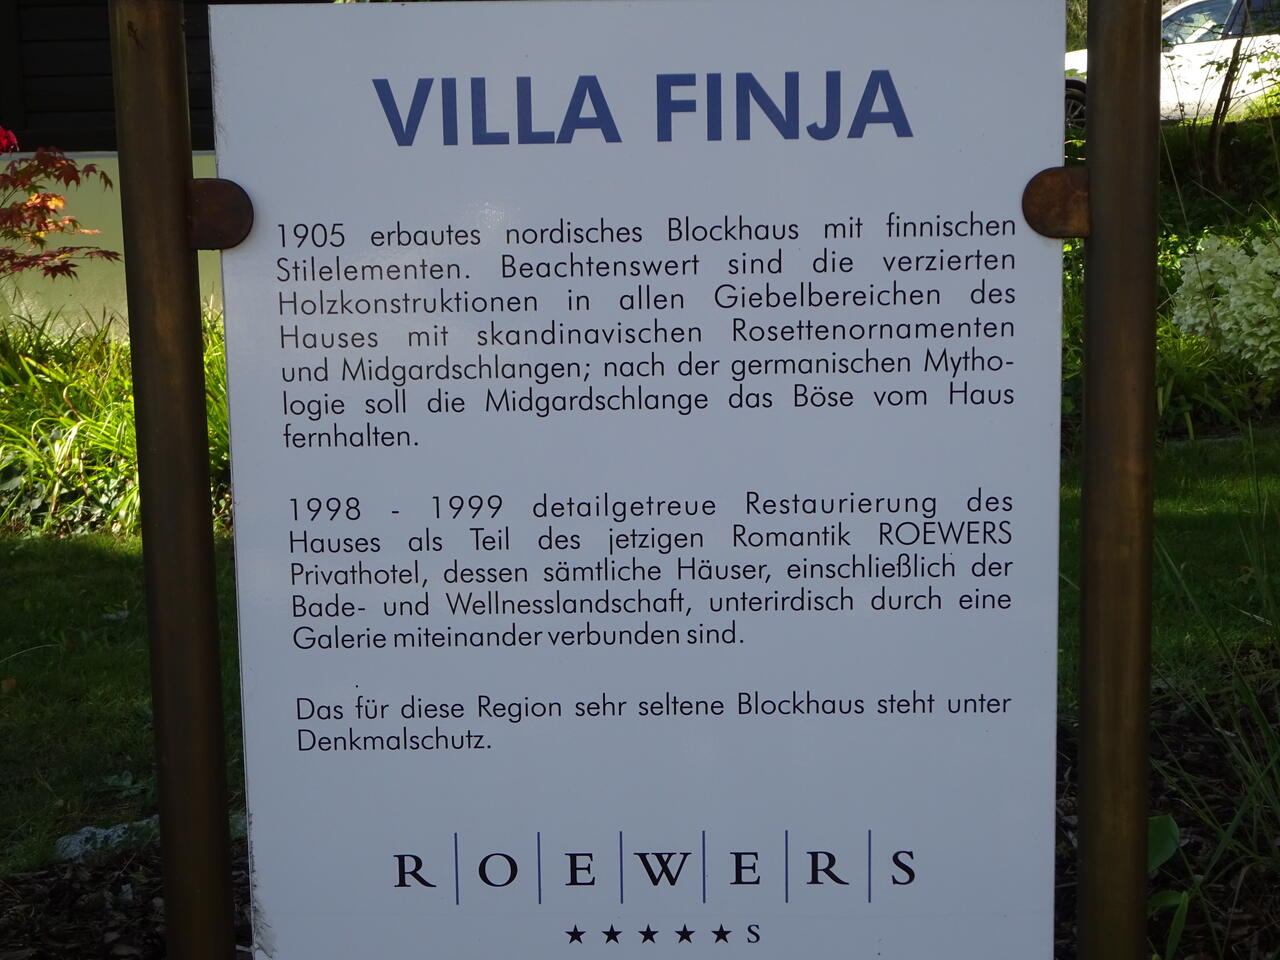 VILLA FINJA
1905 erbautes nordisches Blockhaus mit finnischen
Stilelementen. Beachtenswert sind die verzierten
Holzkonstruktionen in allen Giebelbereichen des
Hauses mit skandinavischen Rosettenornamenten
und Midgardschlangen; nach der germanischen Mytho-
logie soll die Midgardschlange das Böse vom Haus
fernhalten.
1998 - 1999 detailgetreue Restaurierung des
Hauses als Teil des jetzigen Romantik ROEWERS
Privathotel, dessen sämtliche Häuser, einschließlich der
Bade- und Wellnesslandschaft, unterirdisch durch eine
Galerie miteinander verbunden sind.
Das für diese Region sehr seltene Blockhaus steht unter
Denkmalschutz.
R|O|E|W|E|R|S
★★★★★S